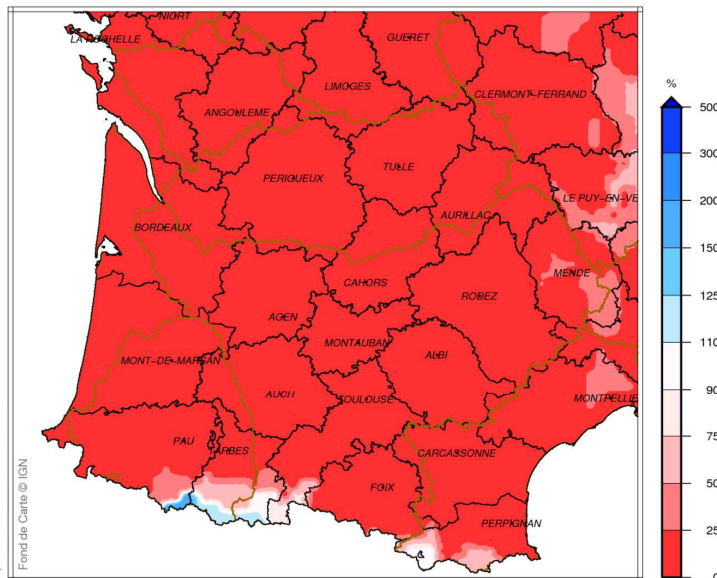 NIORT
LA ROCHELLE
GUERET
LIMOGES
CLERMONT-FERRAND
ANGOULEME
TULLE
PERIGUEUX
LE PUY-EN-VE
AURILLAC
BORDEAUX
MENDE
CAHORS
RODEZ
AGEN
MONTAUBAN
ALBI
MONT-DE-MARSAN
AUCH
TOULOUSE
MONTPELLIE
PAU
TARBES
CARCASSONNE
FOIX
PERPIGNAN
Fond de Carte © IGN
%
500
300
200
150
125
110
90
75
50
25
0